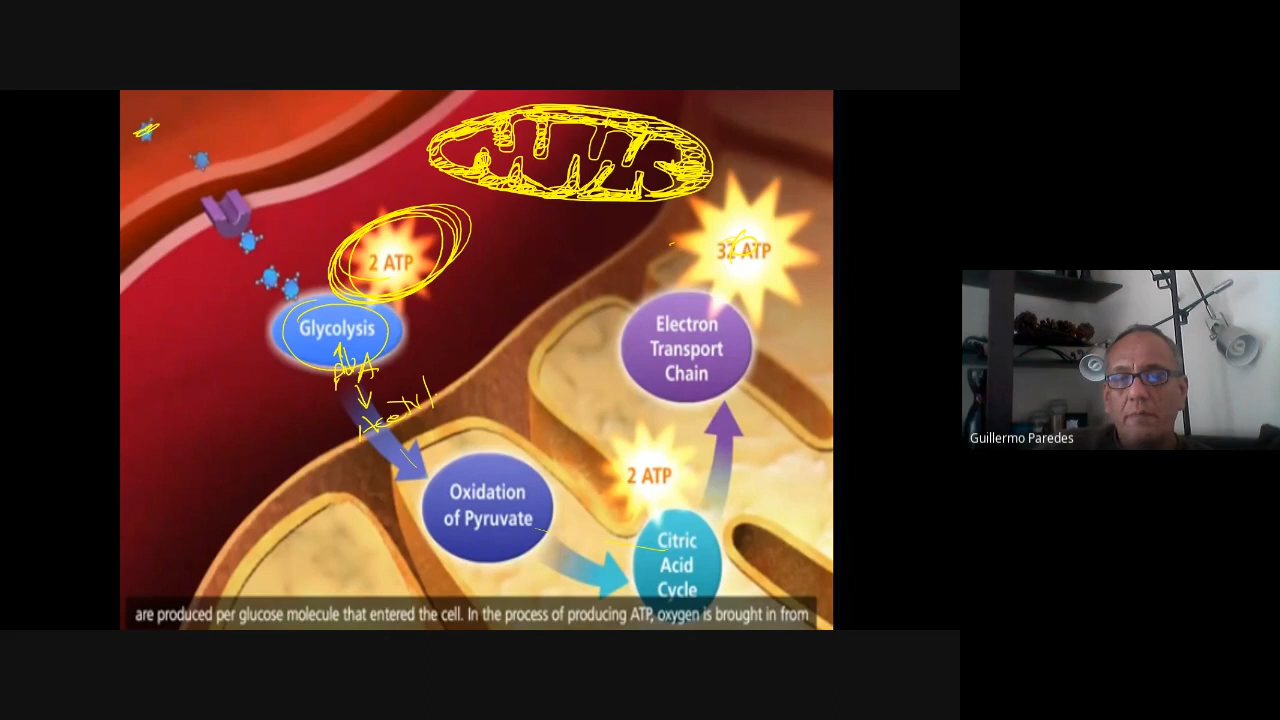 2 ATP
32 ATP
Glycolysis
Electron
Transport
Chain
Guillermo Paredes
2 ATP
Oxidation
of Pyruvate
Citric
Acid
Cycle
are produced per glucose molecule that entered the cell. In the process of producing ATP, oxygen is brought in from